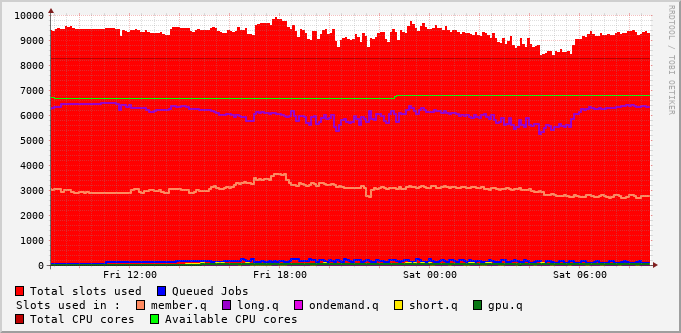 10000
9000
8000
7000
6000
5000
4000
3000
2000
1000
0
Fri 12:00 Fri 18:00 Sat 00:00 Sat 06:00
RRDTOOL / TOBI OETIKER
Total slots used Queued Jobs
Slots used in : member.q long.q ondemand.q short.q gpu.q
Total CPU cores Available CPU cores